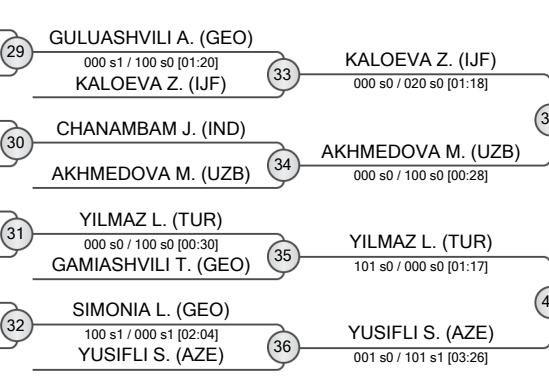 29
GULUASHVILI A. (GEO)
000 s1 / 100 s0 [01:20]
KALOEVA Z. (IJF)
33
KALOEVA Z. (IJF)
000 s0 / 020 s0 [01:18]
30
CHANAMBAM J. (IND)
AKHMEDOVA M. (UZB)
34
AKHMEDOVA M. (UZB)
000 s0 / 100 s0 [00:28]
31
YILMAZ L. (TUR)
000 s0 / 100 s0 [00:30]
GAMIASHVILI T. (GEO)
35
YILMAZ L. (TUR)
101 s0 / 000 s0 [01:17]
32
SIMONIA L. (GEO)
100 s1 / 000 s1 [02:04]
YUSIFLI S. (AZE)
36
YUSIFLI S. (AZE)
001 s0 / 101 s1 [03:26]